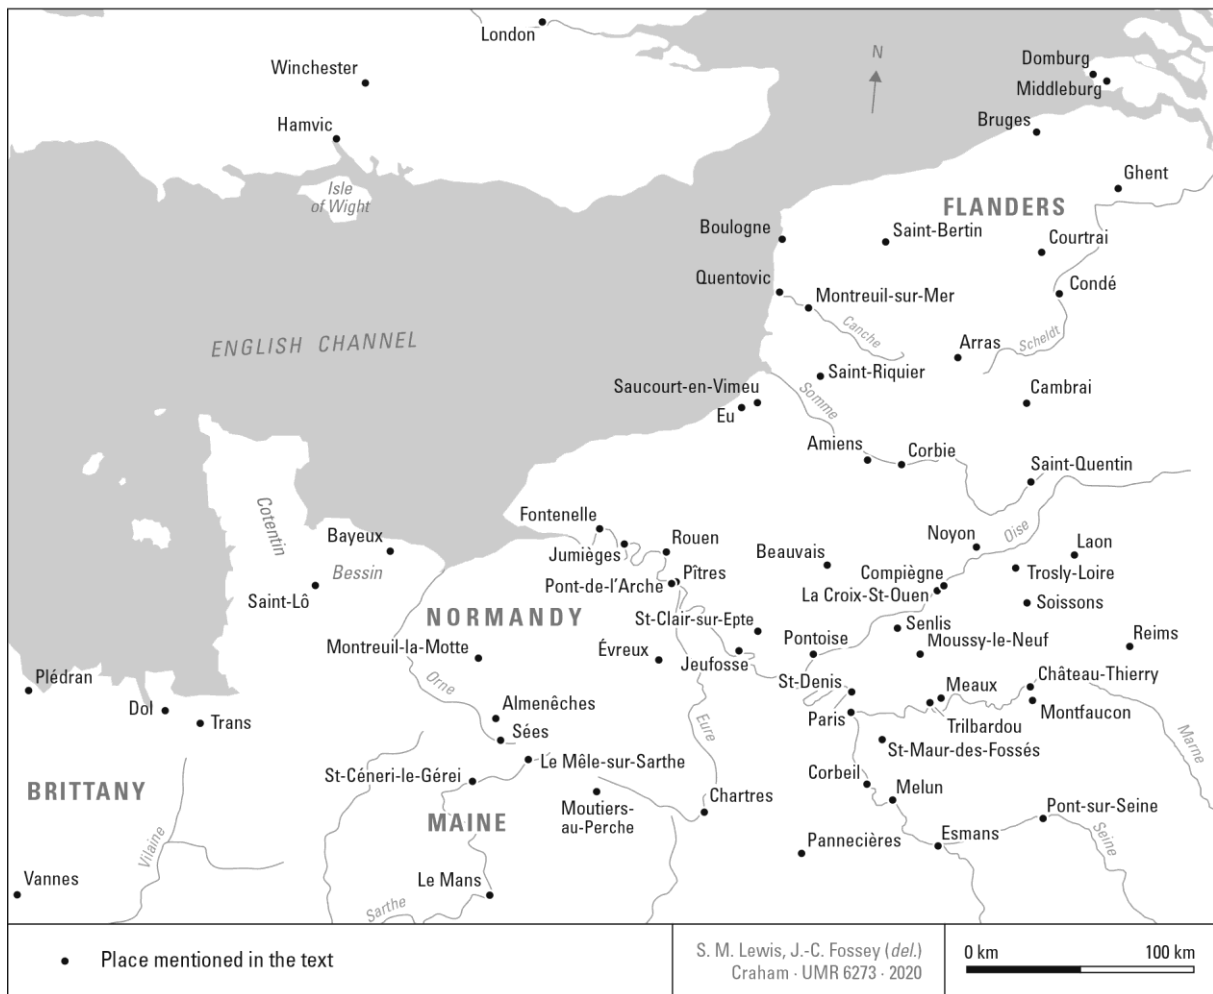 London
Winchester
Hamvic
Isle
of Wight
N
Domburg
Middleburg
Bruges
Ghent
FLANDERS
Boulogne
Saint-Bertin
Courtrai
Quentovic
Montreuil-sur-Mer
Condé
Canche
ENGLISH CHANNEL
Arras
Scheldt
Saint-Riquier
Saucourt-en-Vimeu
Eu
Somme
Cambrai
Amiens
Corbie
Saint-Quentin
Cotentin
Fontenelle
Bayeux
Jumièges
Rouen
Noyon
Oise
Laon
Beauvais
Bessin
Pîtres
Pont-de-l'Arche
Compiègne
Trosly-Loire
La Croix-St-Ouen
Saint-Lô
Soissons
NORMANDY
St-Clair-sur-Epte
Senlis
Pontoise
Moussy-le-Neuf
Reims
Montreuil-la-Motte
Évreux
Jeufosse
Plédran
Orne
St-Denis
Meaux
Château-Thierry
Dol
Trans
Almenêches
Paris
Trilbardou
Montfaucon
Sées
Eure
St-Maur-des-Fossés
Marne
Le Mêle-sur-Sarthe
St-Céneri-le-Gérei
Corbeil
Melun
BRITTANY
Moutiers-
au-Perche
Chartres
Pont-sur-Seine
MAINE
Vilaine
Pannecières
Esmans
Seine
Vannes
Le Mans
Sarthe
Place mentioned in the text
S. M. Lewis, J.-C. Fossey (del.)
Craham · UMR 6273 · 2020
0 km 100 km